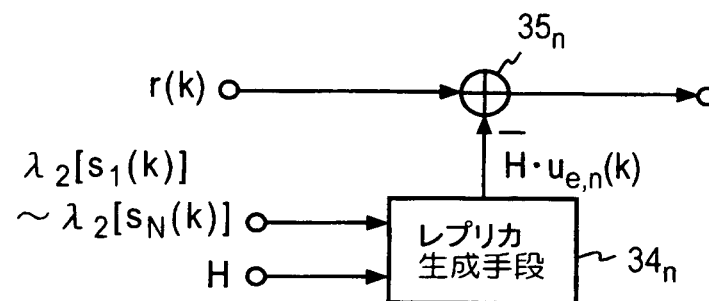 35n
r(k)
−
H・ue,n(k)
λ2[s1(k)]
～ λ2[sN(k)]
H
レプリカ
生成手段
34n